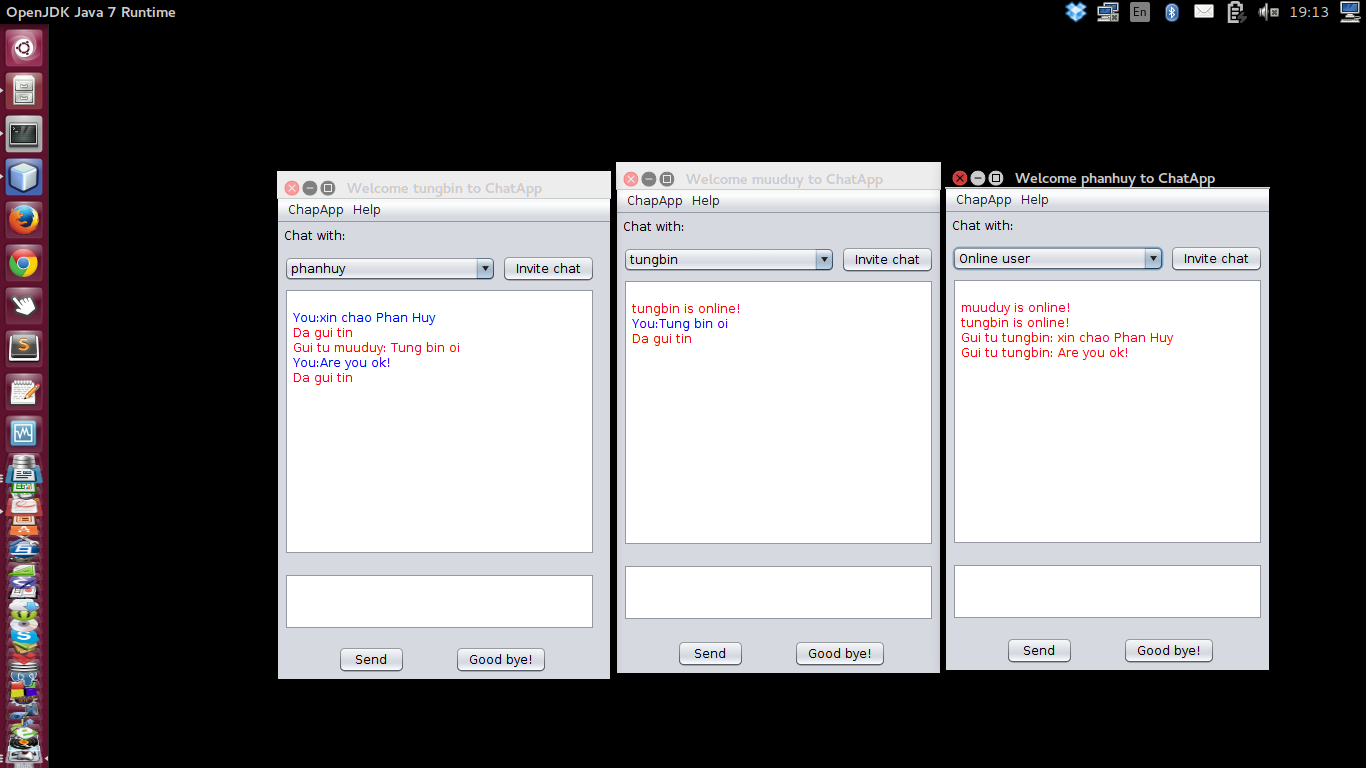 OpenJDK Java 7 Runtime
En
19:13
Welcome tungbin to ChatApp
ChapApp Help
Chat with:
phanhuy
Invite chat
You:xin chao Phan Huy
Da gui tin
Gui tu muuduy: Tung bin oi
You:Are you ok!
Da gui tin
Send
Good bye!
Welcome muuduy to ChatApp
ChapApp Help
Chat with:
tungbin
Invite chat
tungbin is online!
You:Tung bin oi
Da gui tin
Send
Good bye!
Welcome phanhuy to ChatApp
ChapApp Help
Chat with:
Online user
Invite chat
muuduy is online!
tungbin is online!
Gui tu tungbin: xin chao Phan Huy
Gui tu tungbin: Are you ok!
Send
Good bye!